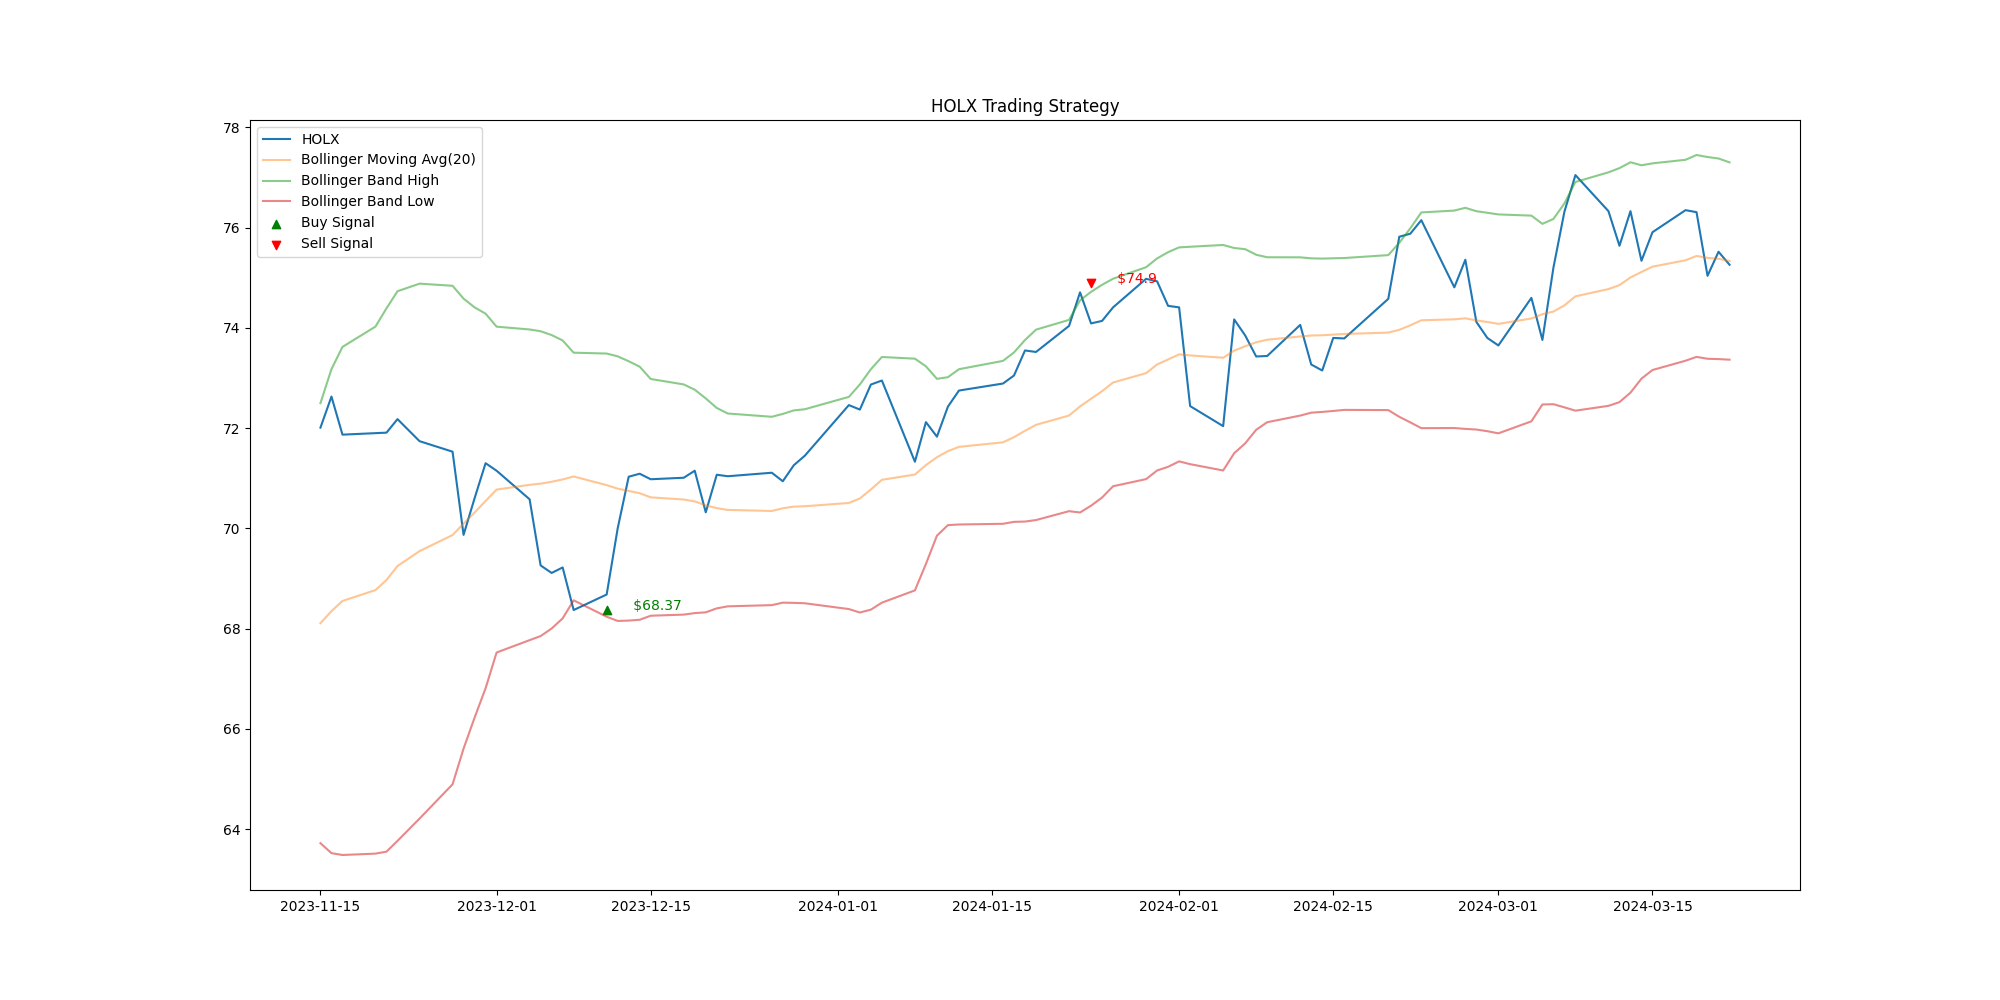 HOLX Trading Strategy
78
76
74
72
70
68
66
64
HOLX
Bollinger Moving Avg(20)
Bollinger Band High
Bollinger Band Low
Buy Signal
Sell Signal
$74.9
$68.37
2023-11-15
2023-12-01
2023-12-15
2024-01-01
2024-01-15
2024-02-01
2024-02-15
2024-03-01
2024-03-15